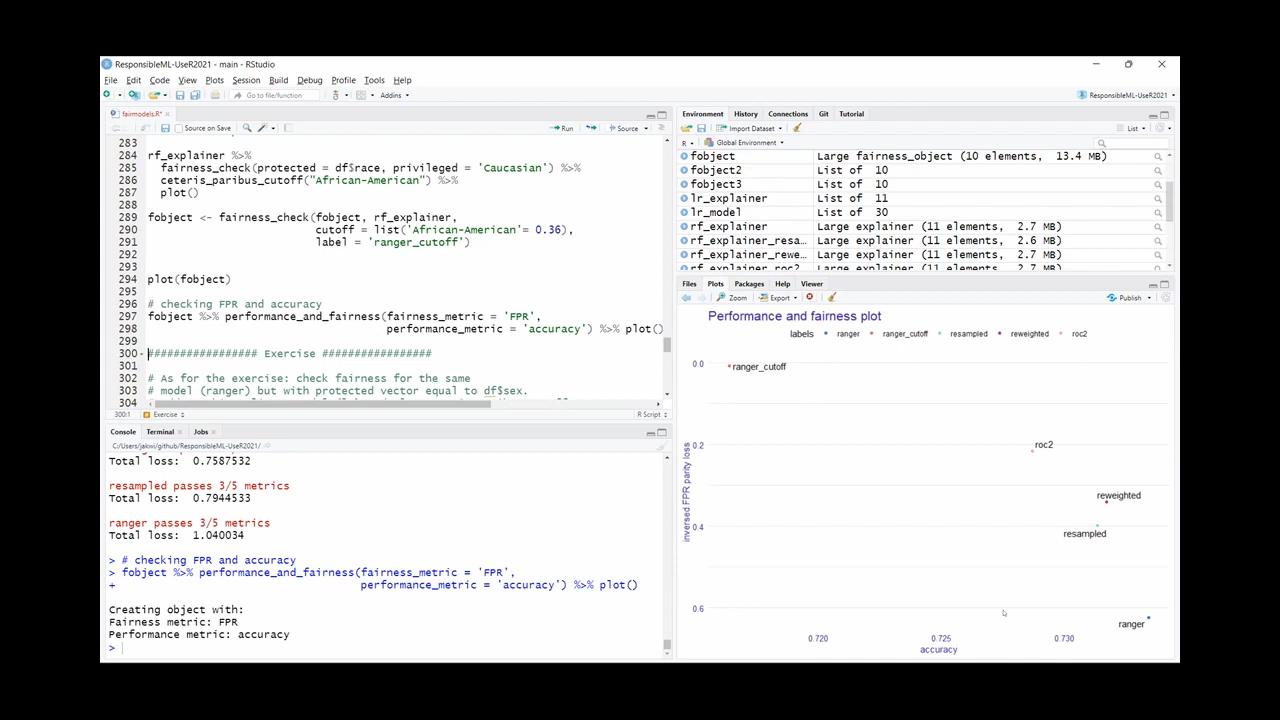 ResponsibleML-UseR2021 - main - RStudio
File Edit Code View Plots Session Build Debug Profile Tools Help
Go to file/function
Addins
ResponsibleML-UseR2021
fairmodels.R*
Source on Save
Run
Source
283
284 rf_explainer %>%
285 fairness_check(protected = df$race, privileged = 'Caucasian') %>%
286 ceteris_paribus_cutoff("African-American") %>%
287 plot()
288
289 fobject <- fairness_check(fobject, rf_explainer,
290 cutoff = list('African-American'= 0.36),
291 label = 'ranger_cutoff')
292
293
294 plot(fobject)
295
296 # checking FPR and accuracy
297 fobject %>% performance_and_fairness(fairness_metric = 'FPR',
298 performance_metric = 'accuracy') %>% plot()
299
300 ################# Exercise #################
301
302 # As for the exercise: check fairness for the same
303 # model (ranger) but with protected vector equal to df$sex.
304
300:1
Exercise
R Script
Console Terminal Jobs
C:/Users/jakwi/github/ResponsibleML-UseR2021/
Total loss: 0.7587532
resampled passes 3/5 metrics
Total loss: 0.7944533
ranger passes 3/5 metrics
Total loss: 1.040034
> # checking FPR and accuracy
> fobject %>% performance_and_fairness(fairness_metric = 'FPR',
+ performance_metric = 'accuracy') %>% plot()
Creating object with:
Fairness metric: FPR
Performance metric: accuracy
>
Environment History Connections Git Tutorial
Import Dataset
List
R
Global Environment
fobject Large fairness_object (10 elements, 13.4 MB)
fobject2 List of 10
fobject3 List of 10
lr_explainer List of 11
lr_model List of 30
rf_explainer Large explainer (11 elements, 2.7 MB)
rf_explainer_resa… Large explainer (11 elements, 2.6 MB)
rf_explainer_rewe… Large explainer (11 elements, 2.7 MB)
rf_explainer_roc2 Large explainer (11 elements, 2.7 MB)
Files Plots Packages Help Viewer
Zoom
Export
Publish
Performance and fairness plot
labels ranger ranger_cutoff resampled reweighted roc2
0.0
ranger_cutoff
0.2
roc2
reweighted
0.4
resampled
0.6
ranger
inversed FPR parity loss
0.720 0.725 0.730
accuracy